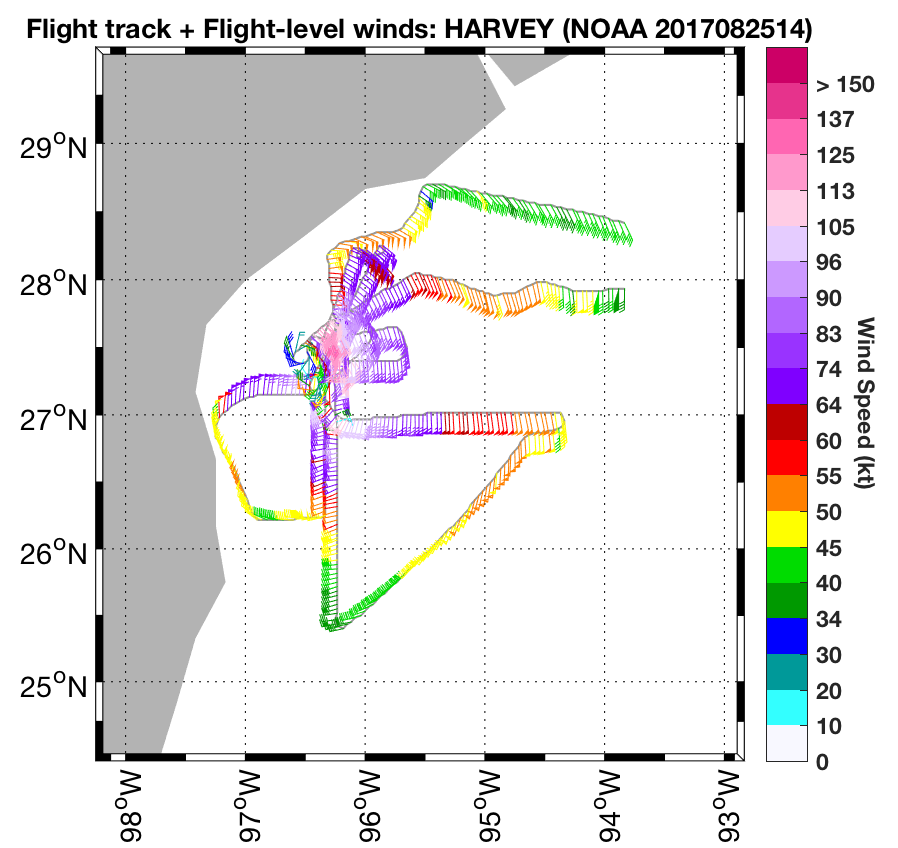 Flight track + Flight-level winds: HARVEY (NOAA 2017082514)
29°N
28°N
27°N
26°N
25°N
98°W
97°W
96°W
95°W
94°W
93°W
> 150
137
125
113
105
96
90
83
74
64
60
55
50
45
40
34
30
20
10
0
Wind Speed (kt)